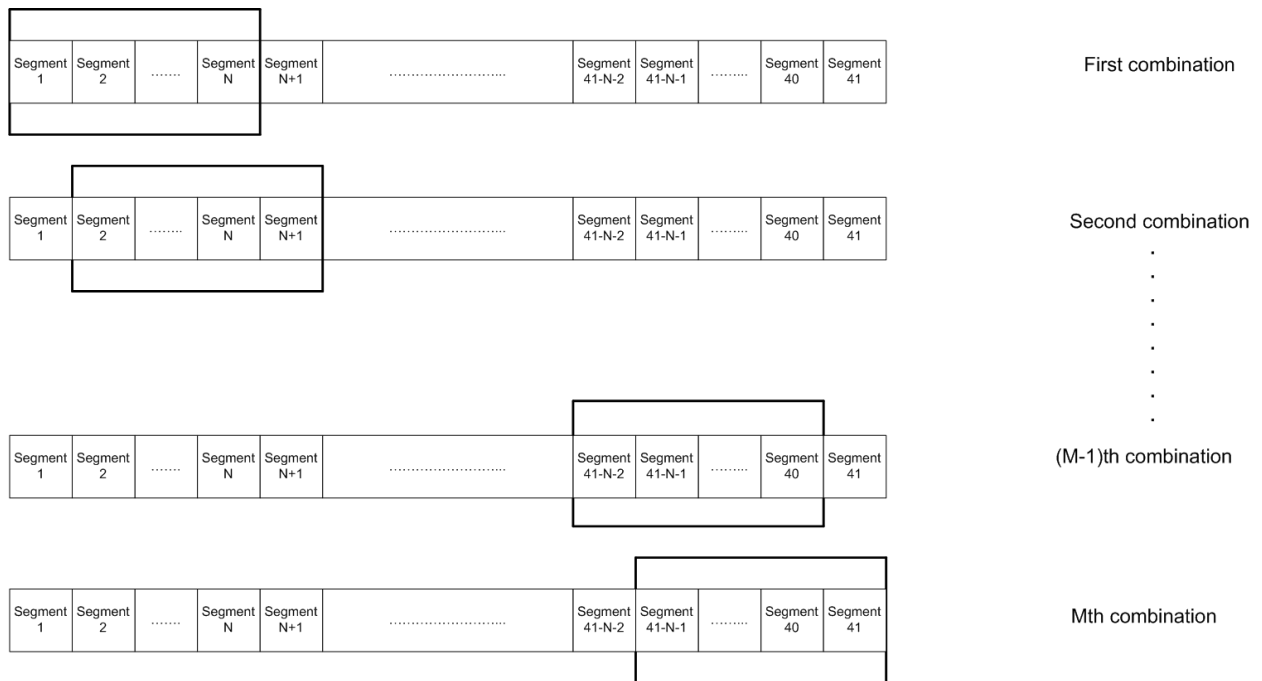 Segment 1 Segment 2 ....... Segment N Segment N+1 ........................... Segment 41-N-2 Segment 41-N-1 ......... Segment 40 Segment 41 First combination
Segment 1 Segment 2 ........ Segment N Segment N+1 ........................... Segment 41-N-2 Segment 41-N-1 ......... Segment 40 Segment 41 Second combination
.
.
.
.
.
.
.
.
Segment 1 Segment 2 ....... Segment N Segment N+1 ........................... Segment 41-N-2 Segment 41-N-1 ......... Segment 40 Segment 41 (M-1)th combination
Segment 1 Segment 2 ....... Segment N Segment N+1 ........................... Segment 41-N-2 Segment 41-N-1 ......... Segment 40 Segment 41 Mth combination